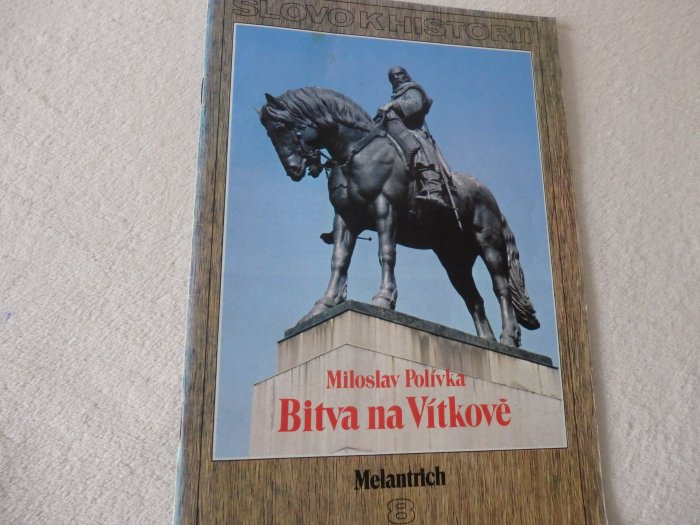 SLOVO K HISTORII
Miloslav Polívka
Bitva na Vítkově
Melantrich
8